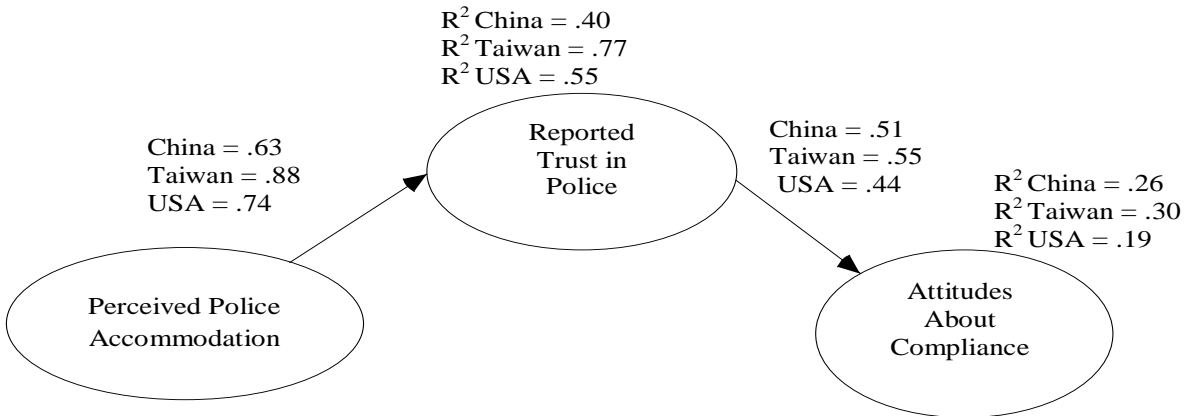 R² China = .40
R² Taiwan = .77
R² USA = .55
Reported
Trust in
Police
China = .63
Taiwan = .88
USA = .74
China = .51
Taiwan = .55
USA = .44
R² China = .26
R² Taiwan = .30
R² USA = .19
Perceived Police
Accommodation
Attitudes
About
Compliance